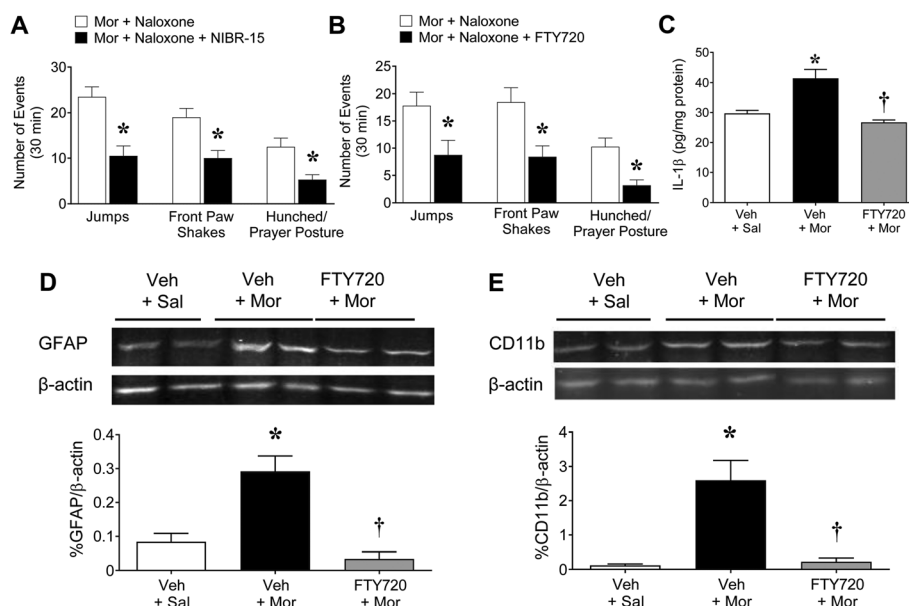 A
Mor + Naloxone
Mor + Naloxone + NIBR-15
Number of Events
(30 min)
30
20
10
0
*
*
*
Jumps
Front Paw
Shakes
Hunched/
Prayer Posture
B
Mor + Naloxone
Mor + Naloxone + FTY720
Number of Events
(30 min)
25
20
15
10
5
0
*
*
*
Jumps
Front Paw
Shakes
Hunched/
Prayer Posture
C
IL-1β (pg/mg protein)
50
40
30
20
10
0
*
†
Veh
+ Sal
Veh
+ Mor
FTY720
+ Mor
D
Veh
+ Sal
Veh
+ Mor
FTY720
+ Mor
GFAP
β-actin
%GFAP/β-actin
0.4
0.3
0.2
0.1
0
*
†
Veh
+ Sal
Veh
+ Mor
FTY720
+ Mor
E
Veh
+ Sal
Veh
+ Mor
FTY720
+ Mor
CD11b
β-actin
%CD11b/β-actin
4
3
2
1
0
*
†
Veh
+ Sal
Veh
+ Mor
FTY720
+ Mor